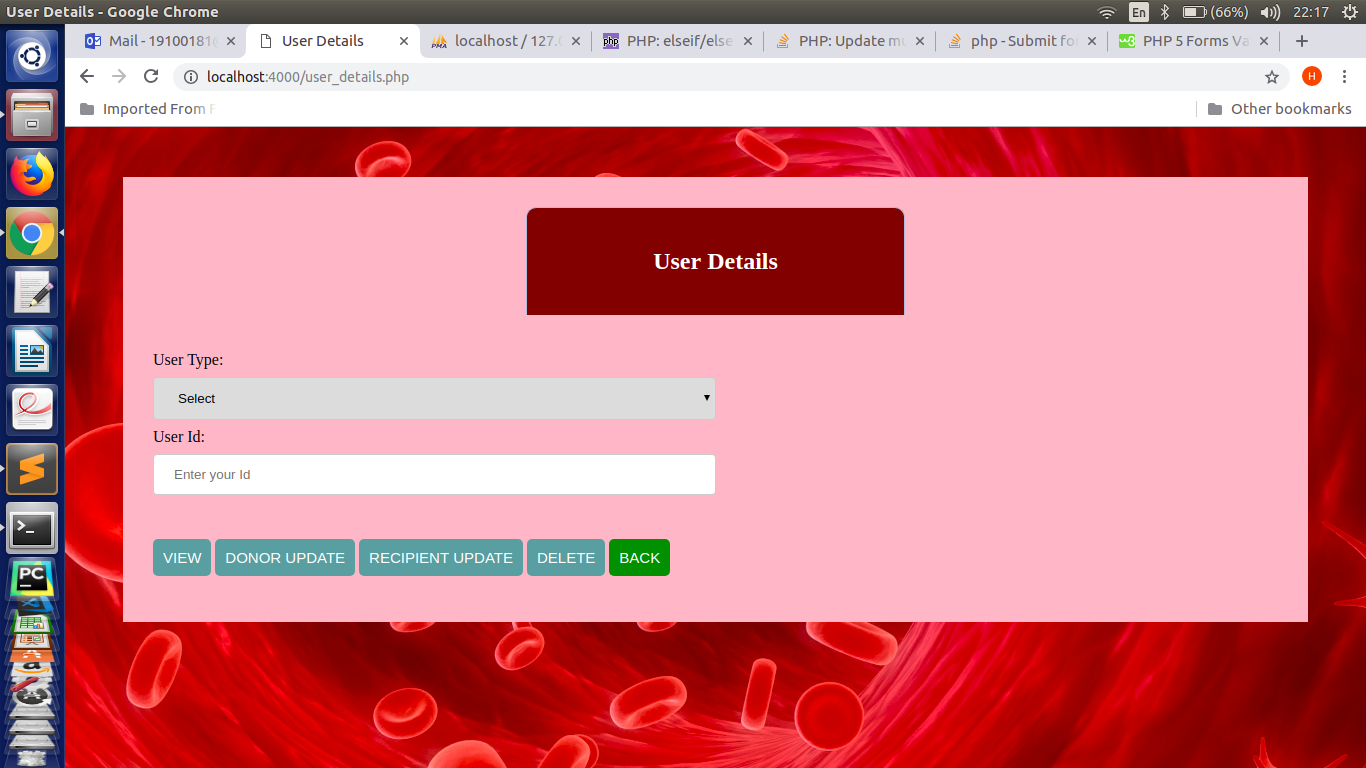 User Details - Google Chrome
En (66%) 22:17
Mail - 19100181 User Details localhost / 127.0 PHP: elseif/else PHP: Update mu php - Submit for PHP 5 Forms Va
localhost:4000/user_details.php H
Imported From F Other bookmarks
User Details
User Type:
Select
User Id:
Enter your Id
VIEW DONOR UPDATE RECIPIENT UPDATE DELETE BACK
PC